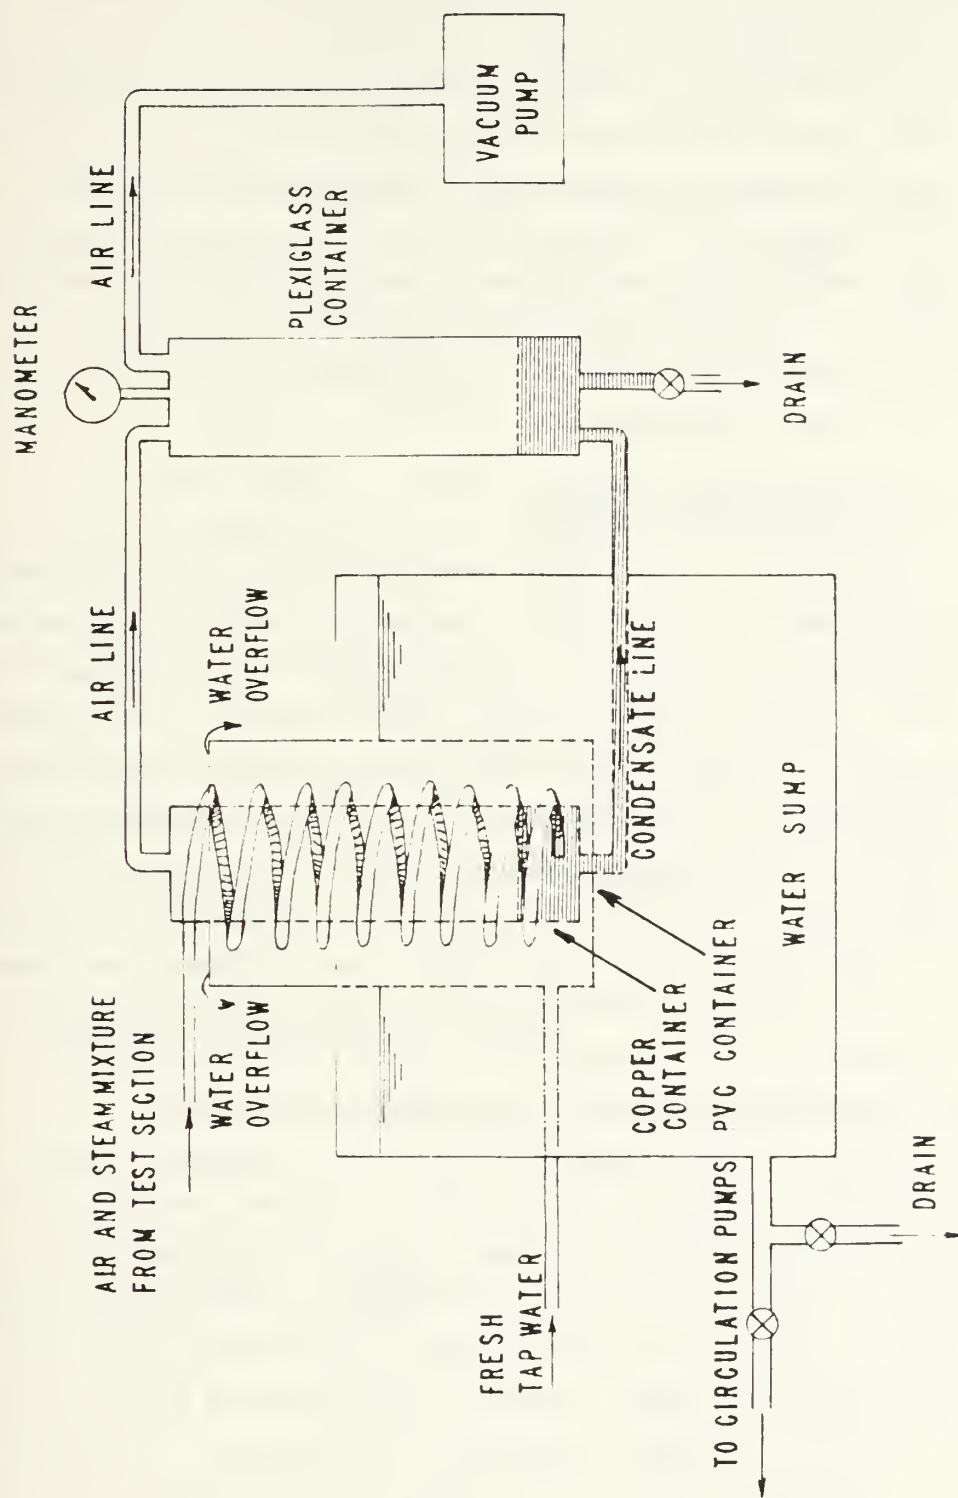 MANOMETER
AIR LINE
AIR LINE
VACUUM
PUMP
PLEXIGLASS
CONTAINER
WATER
OVERFLOW
AIR AND STEAM MIXTURE
FROM TEST SECTION
WATER
OVERFLOW
DRAIN
CONDENSATE LINE
WATER SUMP
COPPER
CONTAINER
PVC CONTAINER
FRESH
TAP WATER
TO CIRCULATION PUMPS
DRAIN